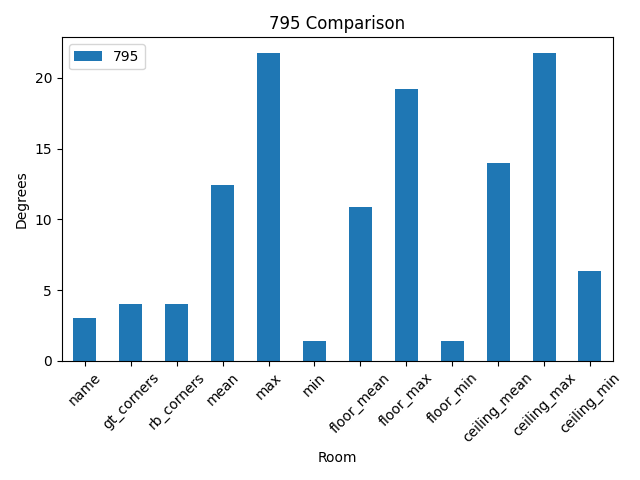 795 Comparison
795
Degrees
20
15
10
5
0
name
gt_corners
rb_corners
mean
max
min
floor_mean
floor_max
floor_min
ceiling_mean
ceiling_max
ceiling_min
Room